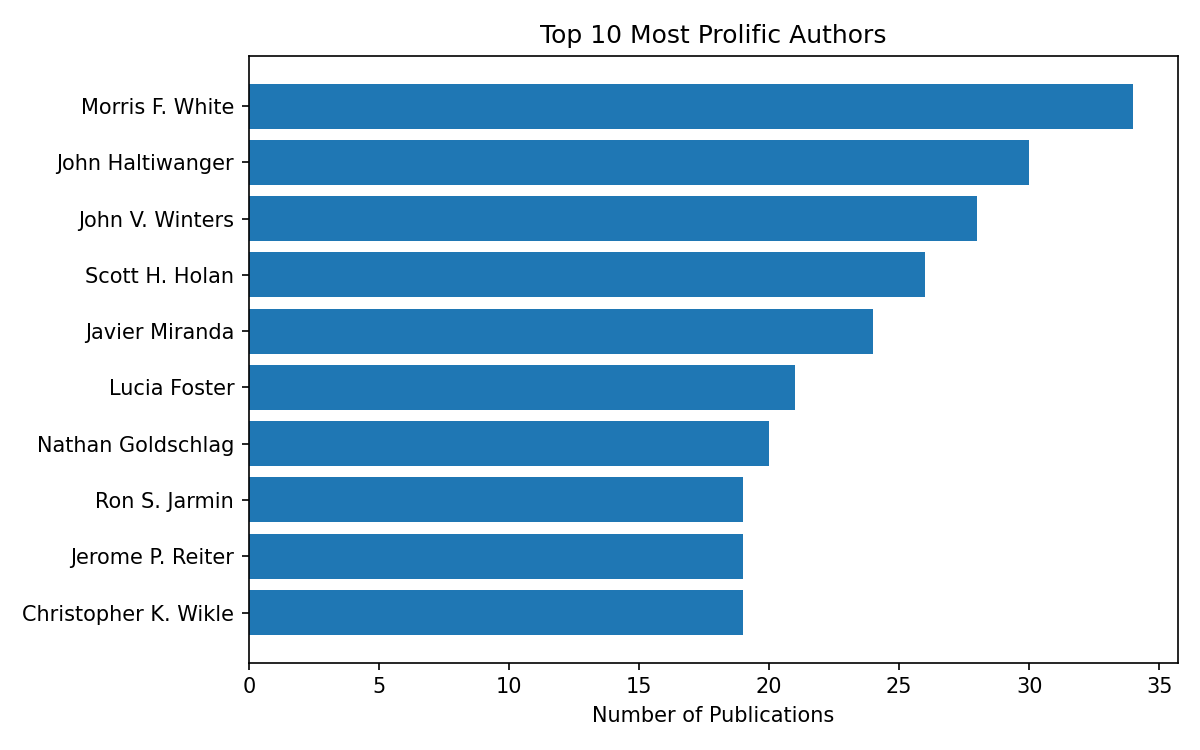 Top 10 Most Prolific Authors
Morris F. White
John Haltiwanger
John V. Winters
Scott H. Holan
Javier Miranda
Lucia Foster
Nathan Goldschlag
Ron S. Jarmin
Jerome P. Reiter
Christopher K. Wikle
0 5 10 15 20 25 30 35
Number of Publications